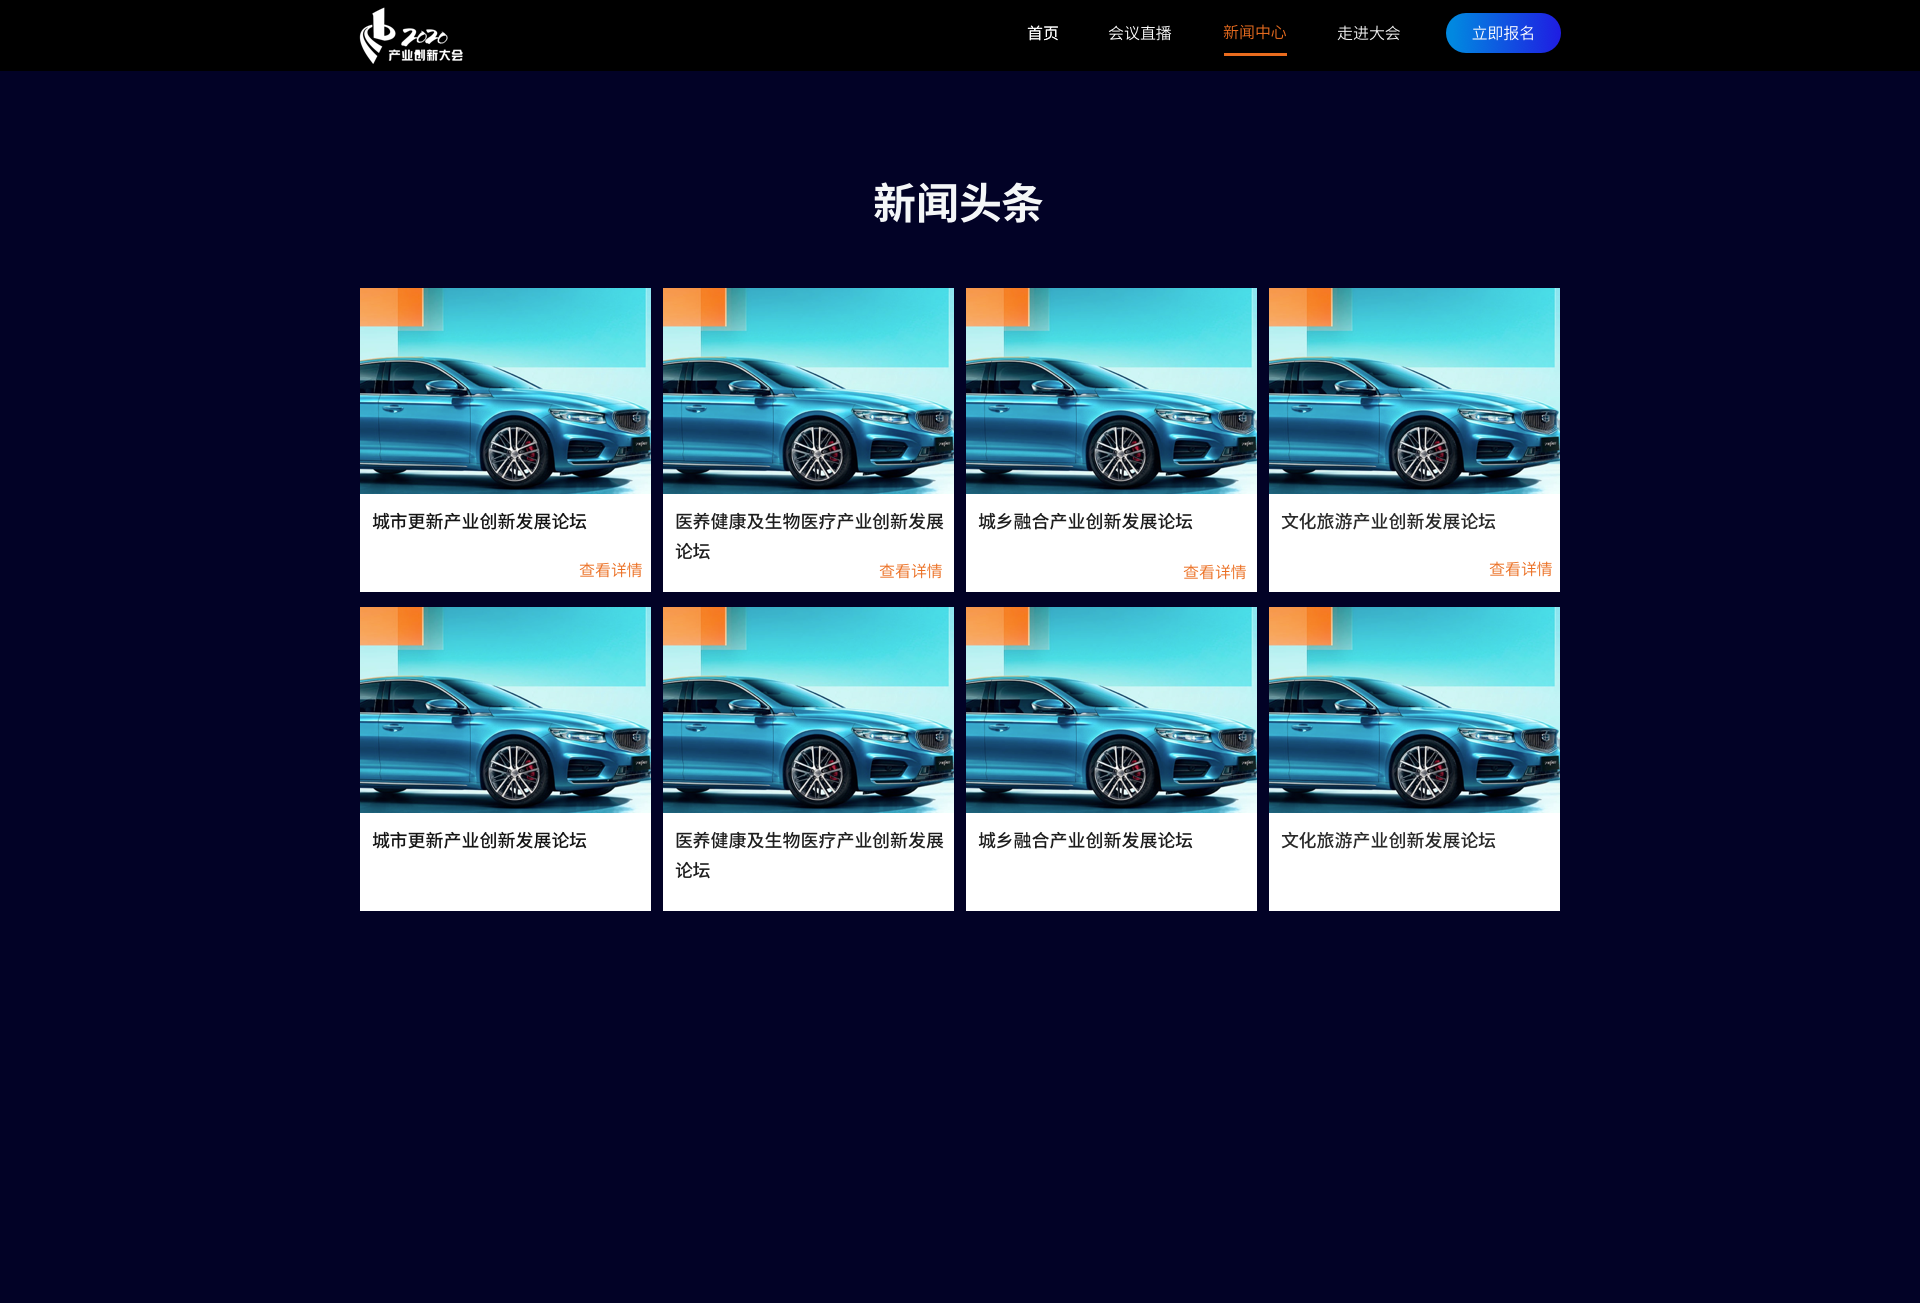 2020
产业创新大会
首页
会议直播
新闻中心
走进大会
立即报名
新闻头条
城市更新产业创新发展论坛
查看详情
医养健康及生物医疗产业创新发展
论坛
查看详情
城乡融合产业创新发展论坛
查看详情
文化旅游产业创新发展论坛
查看详情
城市更新产业创新发展论坛
医养健康及生物医疗产业创新发展
论坛
城乡融合产业创新发展论坛
文化旅游产业创新发展论坛